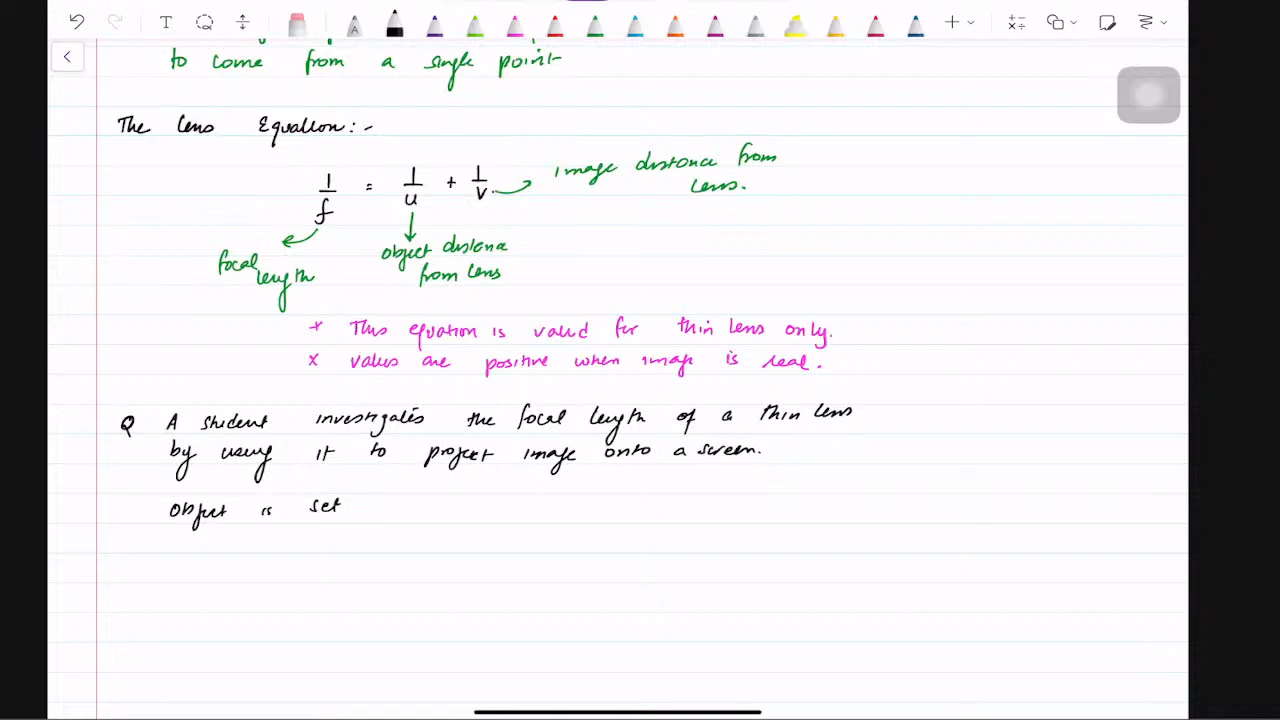 to come from a single point
The lens Equation:-
1/f = 1/u + 1/v
image distance from
lens.
focal
length
object distance
from lens
* This equation is valid for thin lens only.
x values are positive when image is real.
Q A student investigates the focal length of a thin lens
by using it to project image onto a screen.
object is set